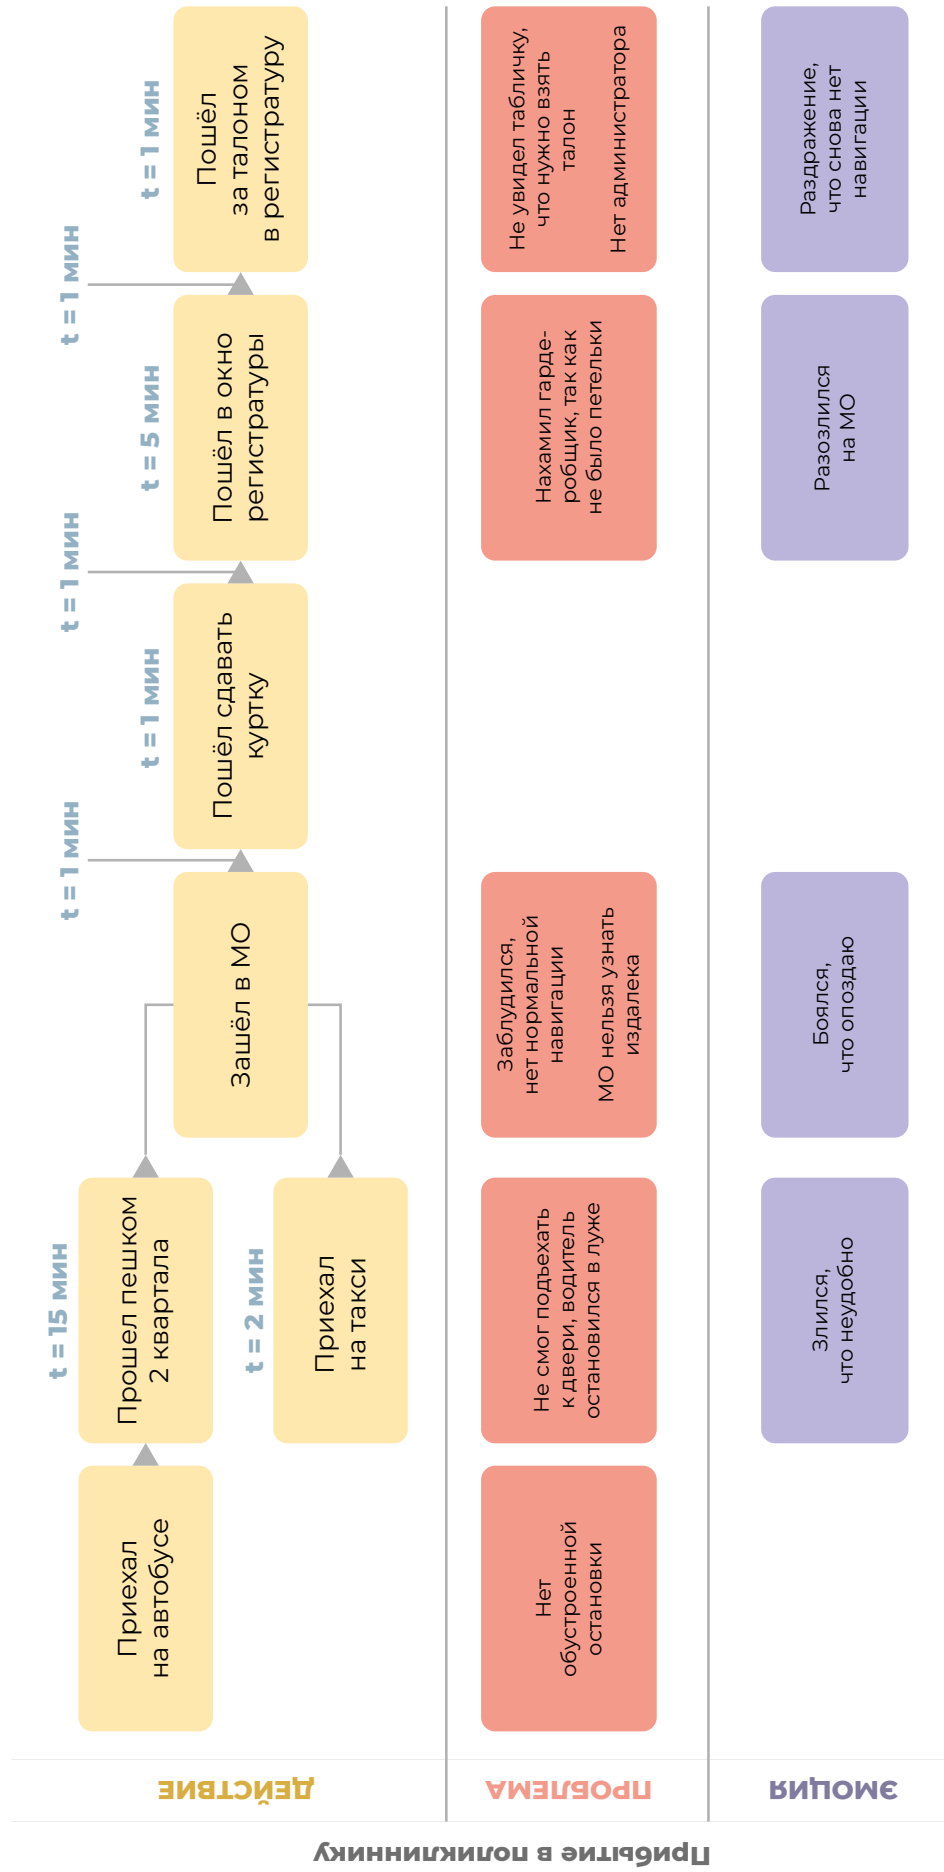 Прибытие в поликлиннику
ДЕЙСТВИЕ
Приехал
на автобусе
t = 15 мин
Прошел пешком
2 квартала
t = 2 мин
Приехал
на такси
Зашёл в МО
t = 1 мин
t = 1 мин
Пошёл сдавать
куртку
t = 1 мин
t = 5 мин
Пошёл в окно
регистратуры
t = 1 мин
t = 1 мин
Пошёл
за талоном
в регистратуру
ПРОБЛЕМА
Нет
обустроенной
остановки
Не смог подъехать
к двери, водитель
остановился в луже
Заблудился,
нет нормальной
навигации
МО нельзя узнать
издалека
Нахамил гарде-
робщик, так как
не было петельки
Не увидел табличку,
что нужно взять
талон
Нет администратора
ЭМОЦИЯ
Злился,
что неудобно
Боялся,
что опоздаю
Разозлился
на МО
Раздражение,
что снова нет
навигации